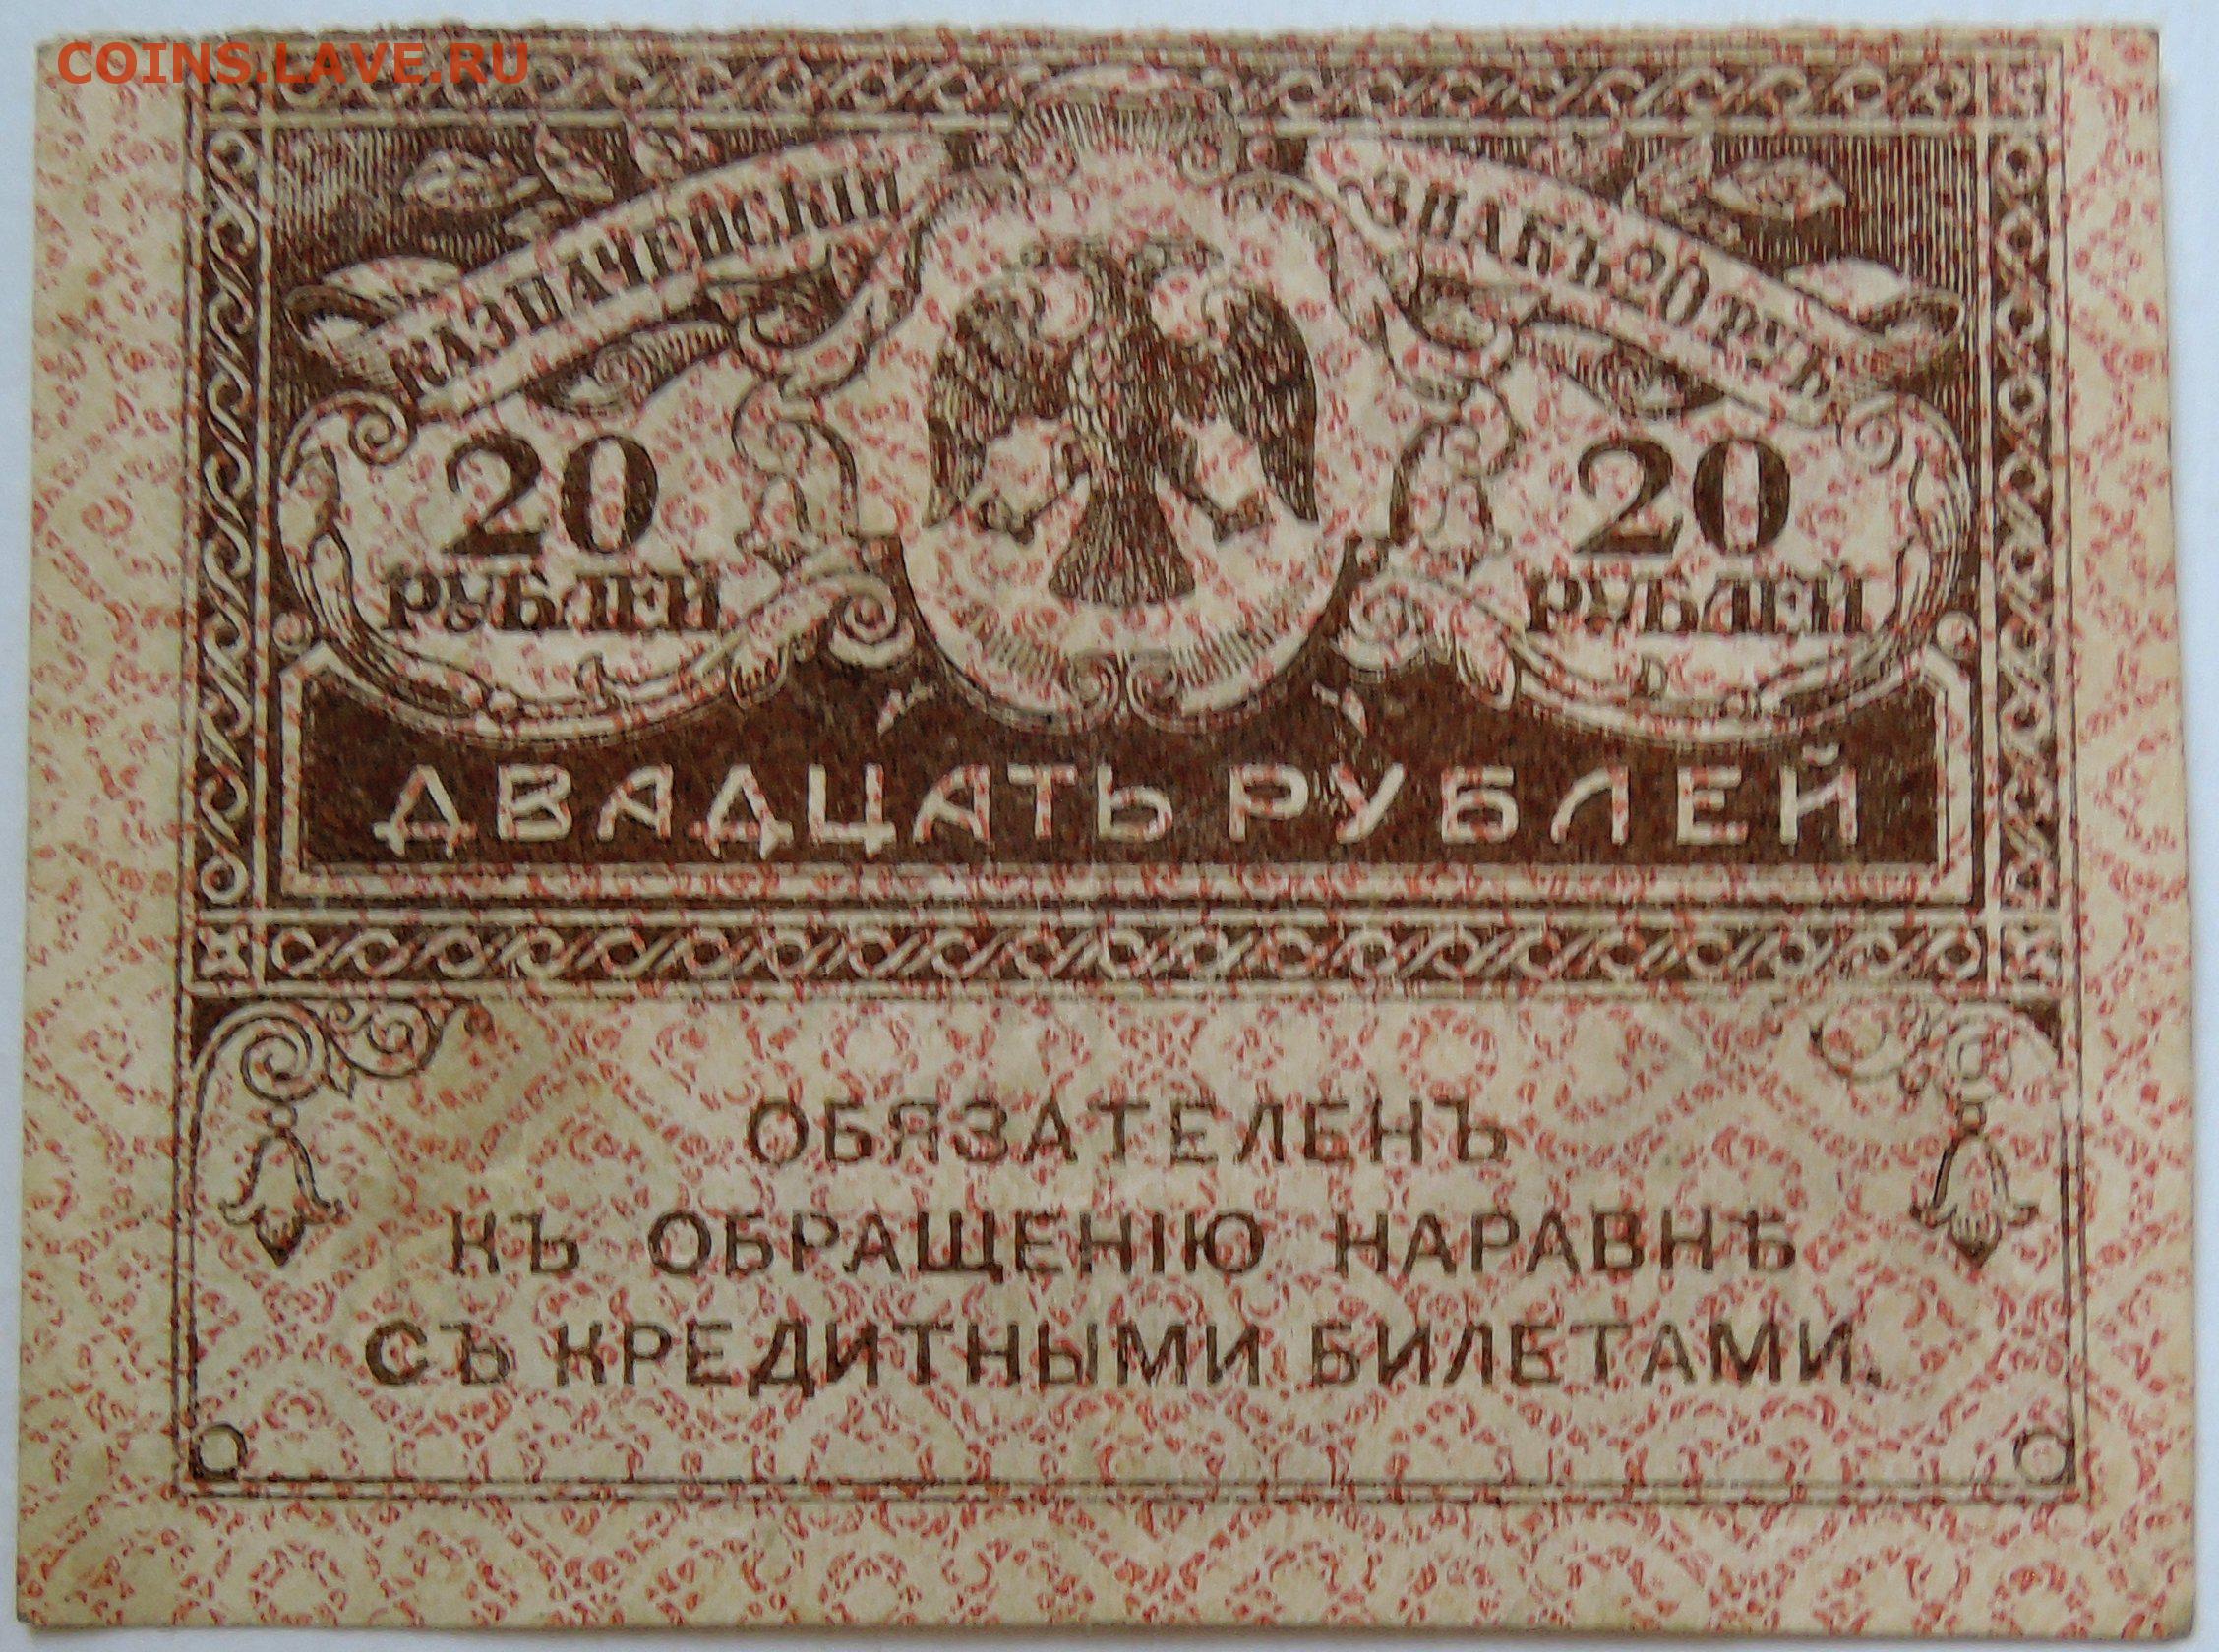 COINS.LAVE.RU
КАЗНАЧЕЙСКІЙ ЗНАКЪ 20 РУБ
20 20
РУБЛЕЙ РУБЛЕЙ
ДВАДЦАТЬ РУБЛЕЙ
ОБЯЗАТЕЛЕНЪ
КЪ ОБРАЩЕНІЮ НАРАВНѢ
СЪ КРЕДИТНЫМИ БИЛЕТАМИ.